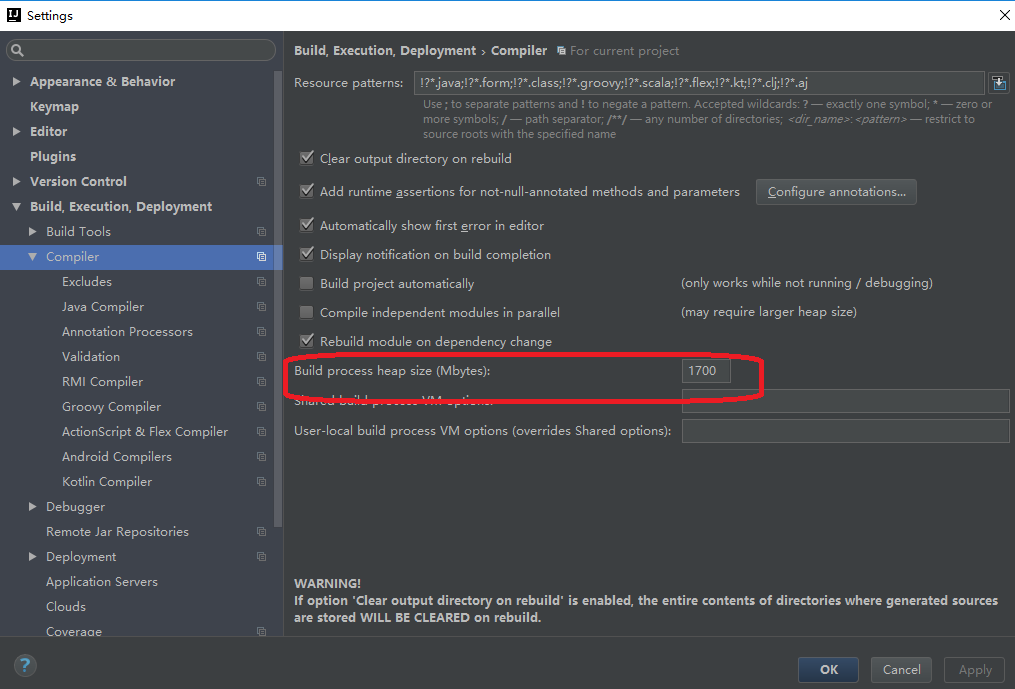 Settings
Build, Execution, Deployment › Compiler For current project
Appearance & Behavior
Keymap
Editor
Plugins
Version Control
Build, Execution, Deployment
Build Tools
Compiler
Excludes
Java Compiler
Annotation Processors
Validation
RMI Compiler
Groovy Compiler
ActionScript & Flex Compiler
Android Compilers
Kotlin Compiler
Debugger
Remote Jar Repositories
Deployment
Application Servers
Clouds
Coverage
Resource patterns: !?*.java;!?*.form;!?*.class;!?*.groovy;!?*.scala;!?*.flex;!?*.kt;!?*.clj;!?*.aj
Use ; to separate patterns and ! to negate a pattern. Accepted wildcards: ? — exactly one symbol; * — zero or
more symbols; / — path separator; /**/ — any number of directories; <dir_name>:<pattern> — restrict to
source roots with the specified name
Clear output directory on rebuild
Add runtime assertions for not-null-annotated methods and parameters Configure annotations...
Automatically show first error in editor
Display notification on build completion
Build project automatically (only works while not running / debugging)
Compile independent modules in parallel (may require larger heap size)
Rebuild module on dependency change
Build process heap size (Mbytes): 1700
Shared build process VM options:
User-local build process VM options (overrides Shared options):
WARNING!
If option 'Clear output directory on rebuild' is enabled, the entire contents of directories where generated sources
are stored WILL BE CLEARED on rebuild.
? OK Cancel Apply